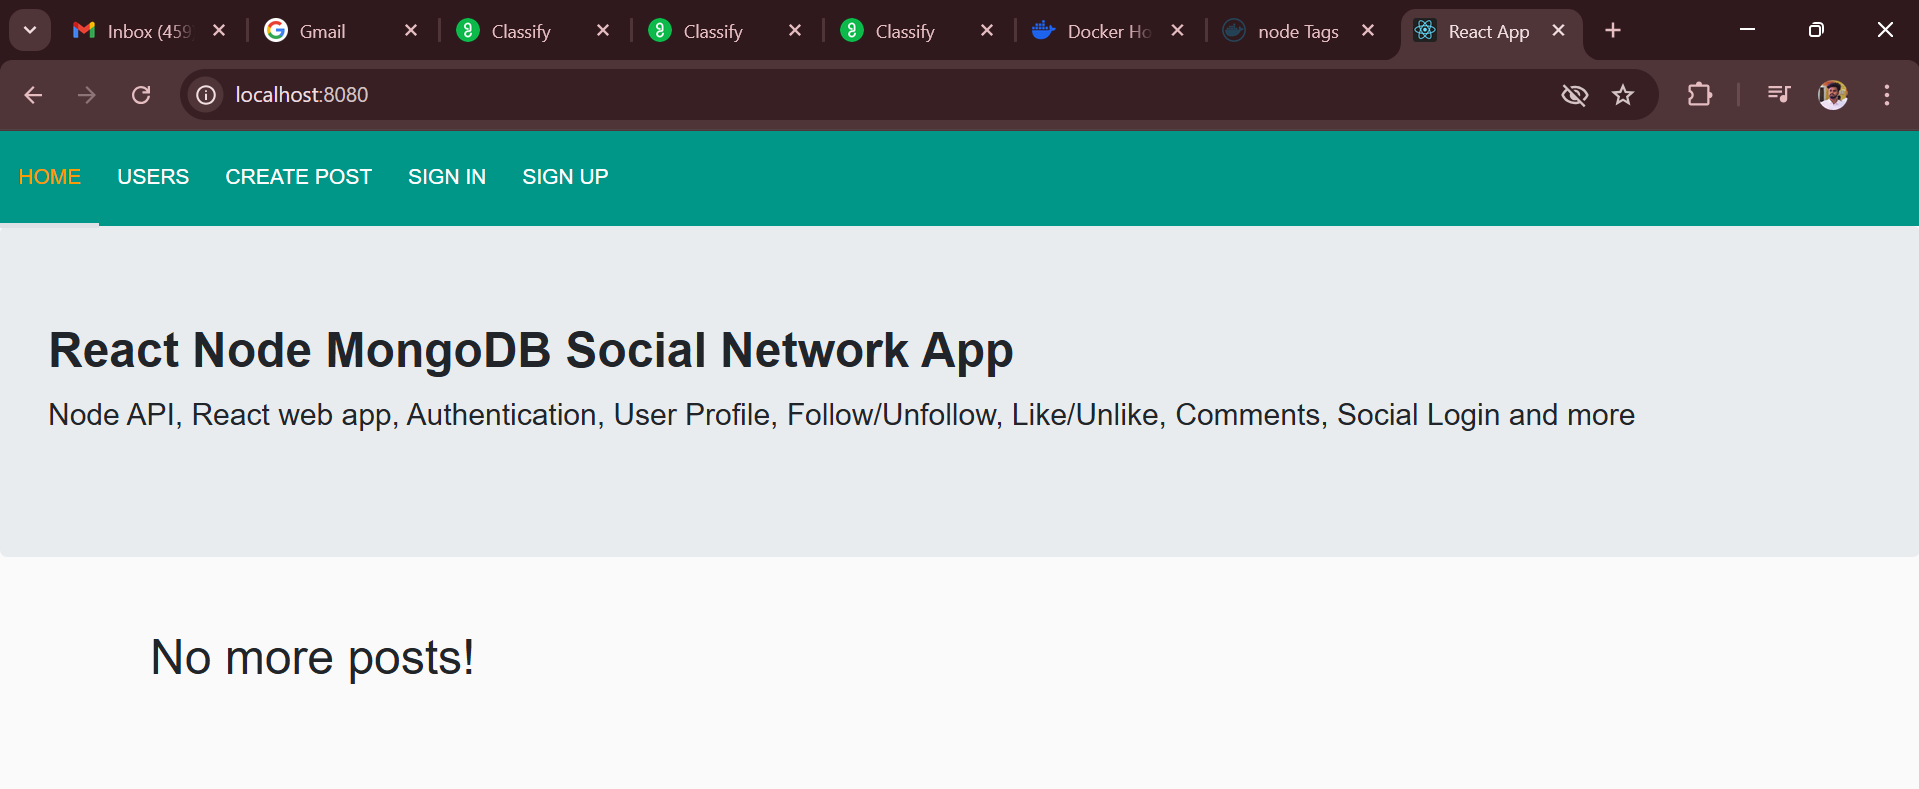 Inbox (459
Gmail
Classify
Classify
Classify
Docker Ho
node Tags
React App
localhost:8080
HOME USERS CREATE POST SIGN IN SIGN UP
React Node MongoDB Social Network App
Node API, React web app, Authentication, User Profile, Follow/Unfollow, Like/Unlike, Comments, Social Login and more
No more posts!